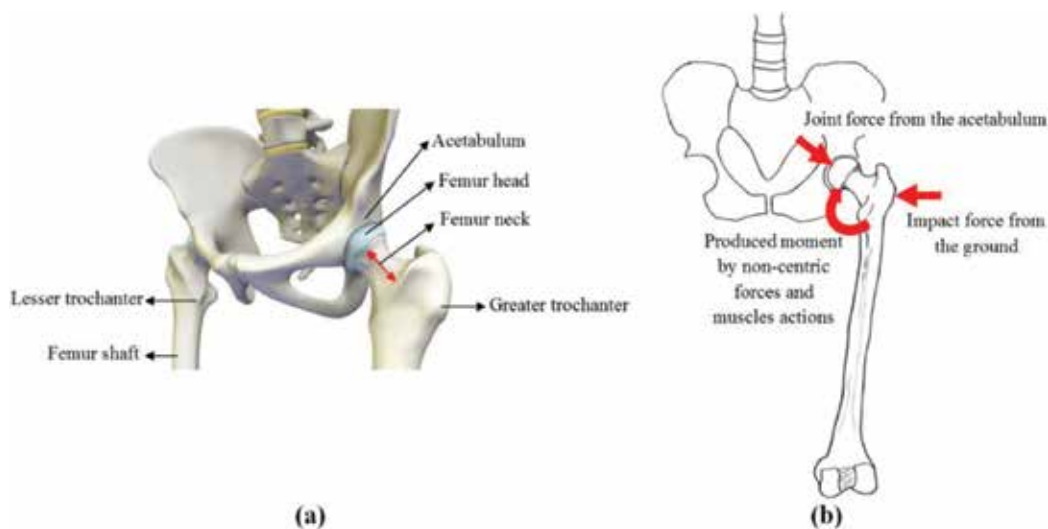 Acetabulum
Femur head
Femur neck
Lesser trochanter
Greater trochanter
Femur shaft
(a)
Joint force from the acetabulum
Impact force from
the ground
Produced moment
by non-centric
forces and
muscles actions
(b)